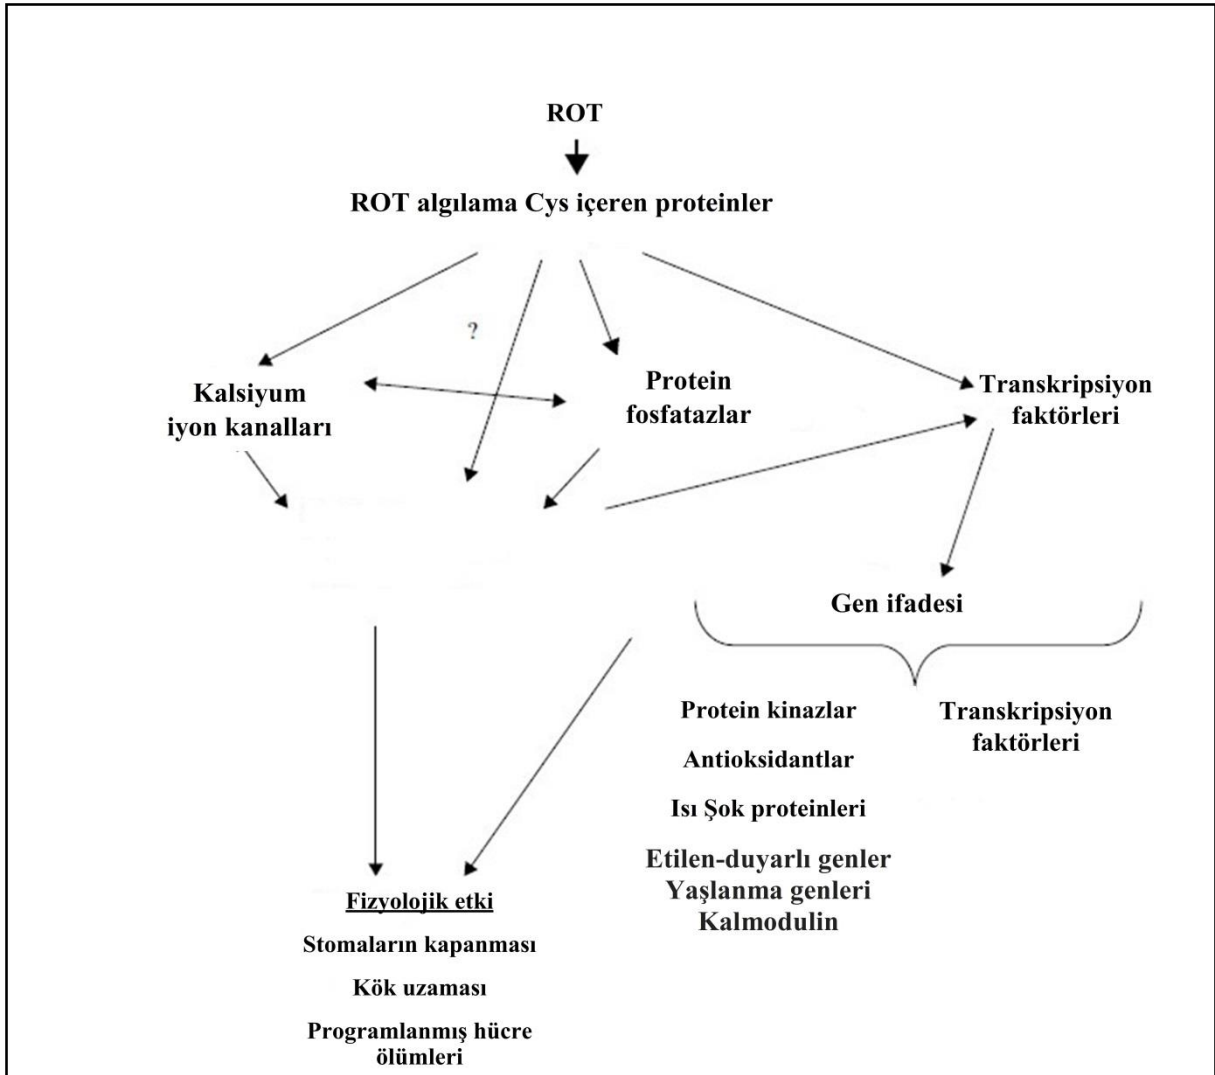 ROT
ROT algılama Cys içeren proteinler
?
Kalsiyum
iyon kanalları
Protein
fosfatazlar
Transkripsiyon
faktörleri
Gen ifadesi
Protein kinazlar
Antioksidantlar
Isı Şok proteinleri
Etilen-duyarlı genler
Yaşlanma genleri
Kalmodulin
Transkripsiyon
faktörleri
Fizyolojik etki
Stomaların kapanması
Kök uzaması
Programlanmış hücre
ölümleri